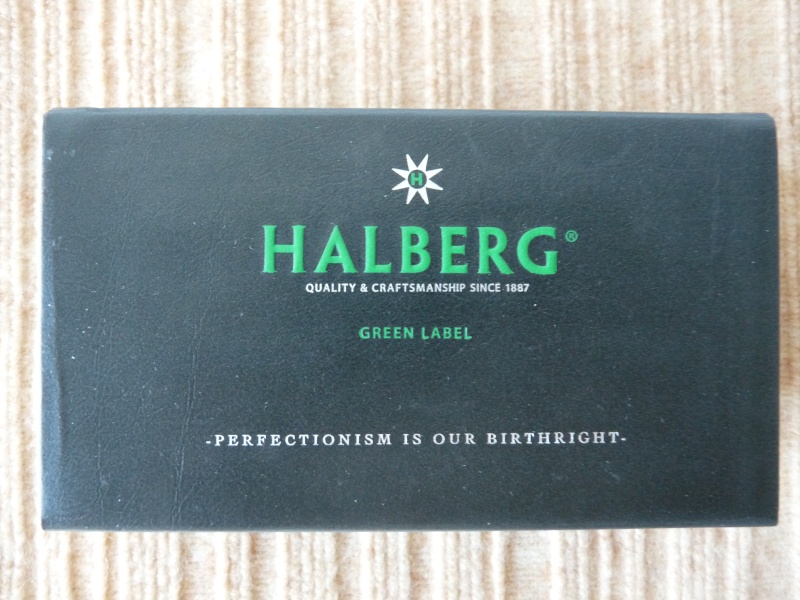 H
HALBERG®
QUALITY & CRAFTSMANSHIP SINCE 1887
GREEN LABEL
-PERFECTIONISM IS OUR BIRTHRIGHT-